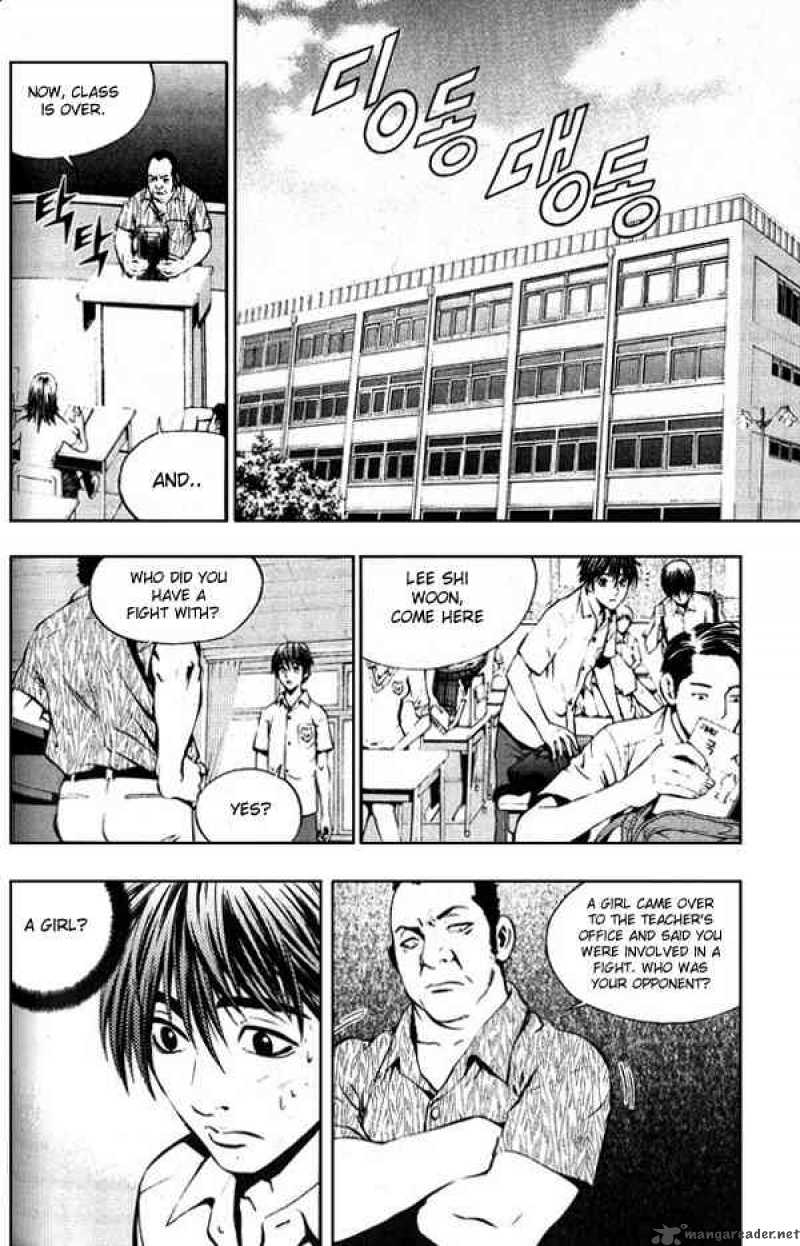 디잉동 댕동
NOW, CLASS
IS OVER.
탁
탁탁
AND..
LEE SHI
WOON,
COME HERE
WHO DID YOU
HAVE A
FIGHT WITH?
YES?
A GIRL CAME OVER
TO THE TEACHER'S
OFFICE AND SAID YOU
WERE INVOLVED IN A
FIGHT. WHO WAS
YOUR OPPONENT?
A GIRL?
mangareader.net